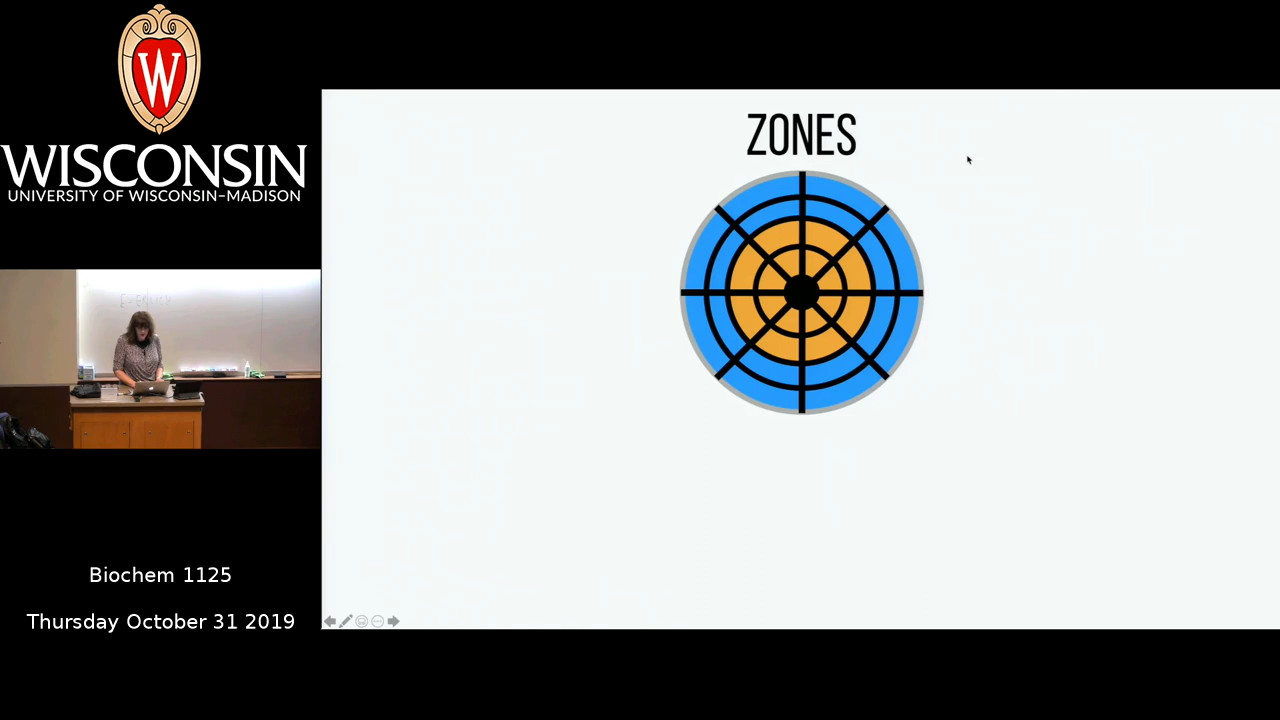 W
WISCONSIN
UNIVERSITY OF WISCONSIN–MADISON
ZONES
Biochem 1125
Thursday October 31 2019